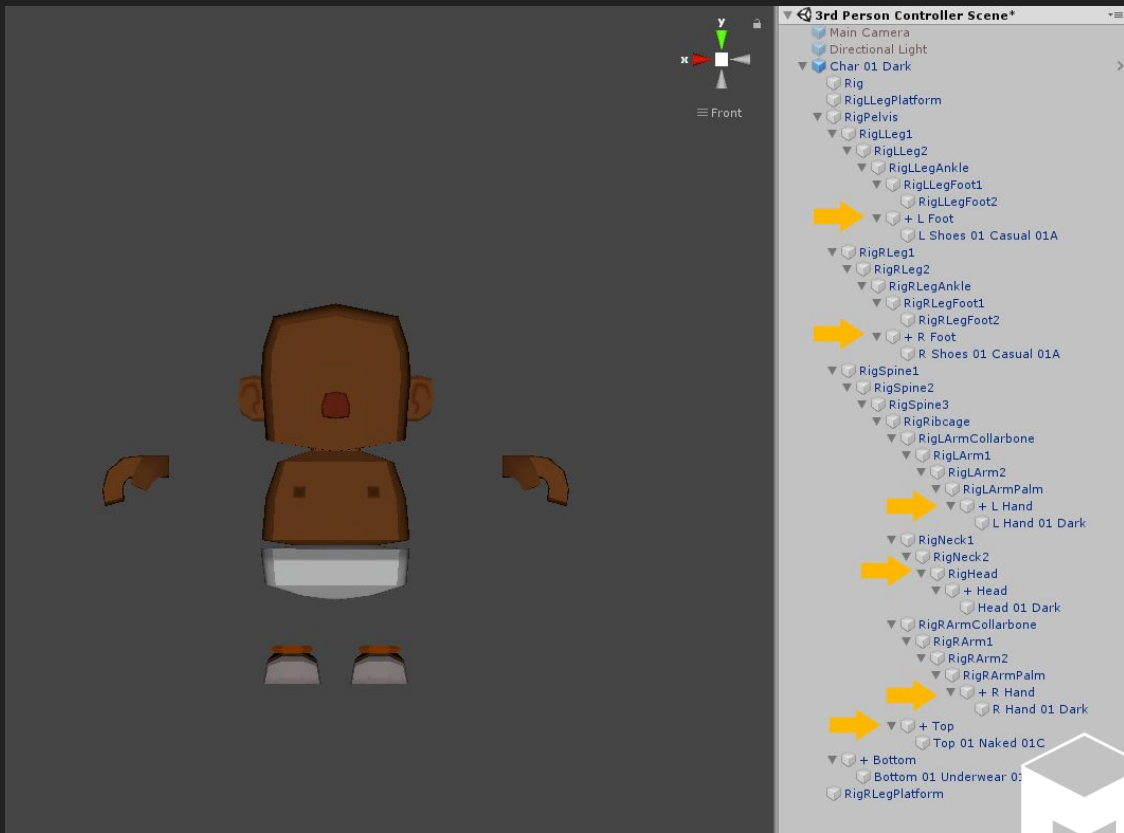 y
x
Front
3rd Person Controller Scene*
Main Camera
Directional Light
Char 01 Dark
Rig
RigLLegPlatform
RigPelvis
RigLLeg1
RigLLeg2
RigLLegAnkle
RigLLegFoot1
RigLLegFoot2
+ L Foot
L Shoes 01 Casual 01A
RigRLeg1
RigRLeg2
RigRLegAnkle
RigRLegFoot1
RigRLegFoot2
+ R Foot
R Shoes 01 Casual 01A
RigSpine1
RigSpine2
RigSpine3
RigRibcage
RigLArmCollarbone
RigLArm1
RigLArm2
RigLArmPalm
+ L Hand
L Hand 01 Dark
RigNeck1
RigNeck2
RigHead
+ Head
Head 01 Dark
RigRArmCollarbone
RigRArm1
RigRArm2
RigRArmPalm
+ R Hand
R Hand 01 Dark
+ Top
Top 01 Naked 01C
+ Bottom
Bottom 01 Underwear
RigRLegPlatform